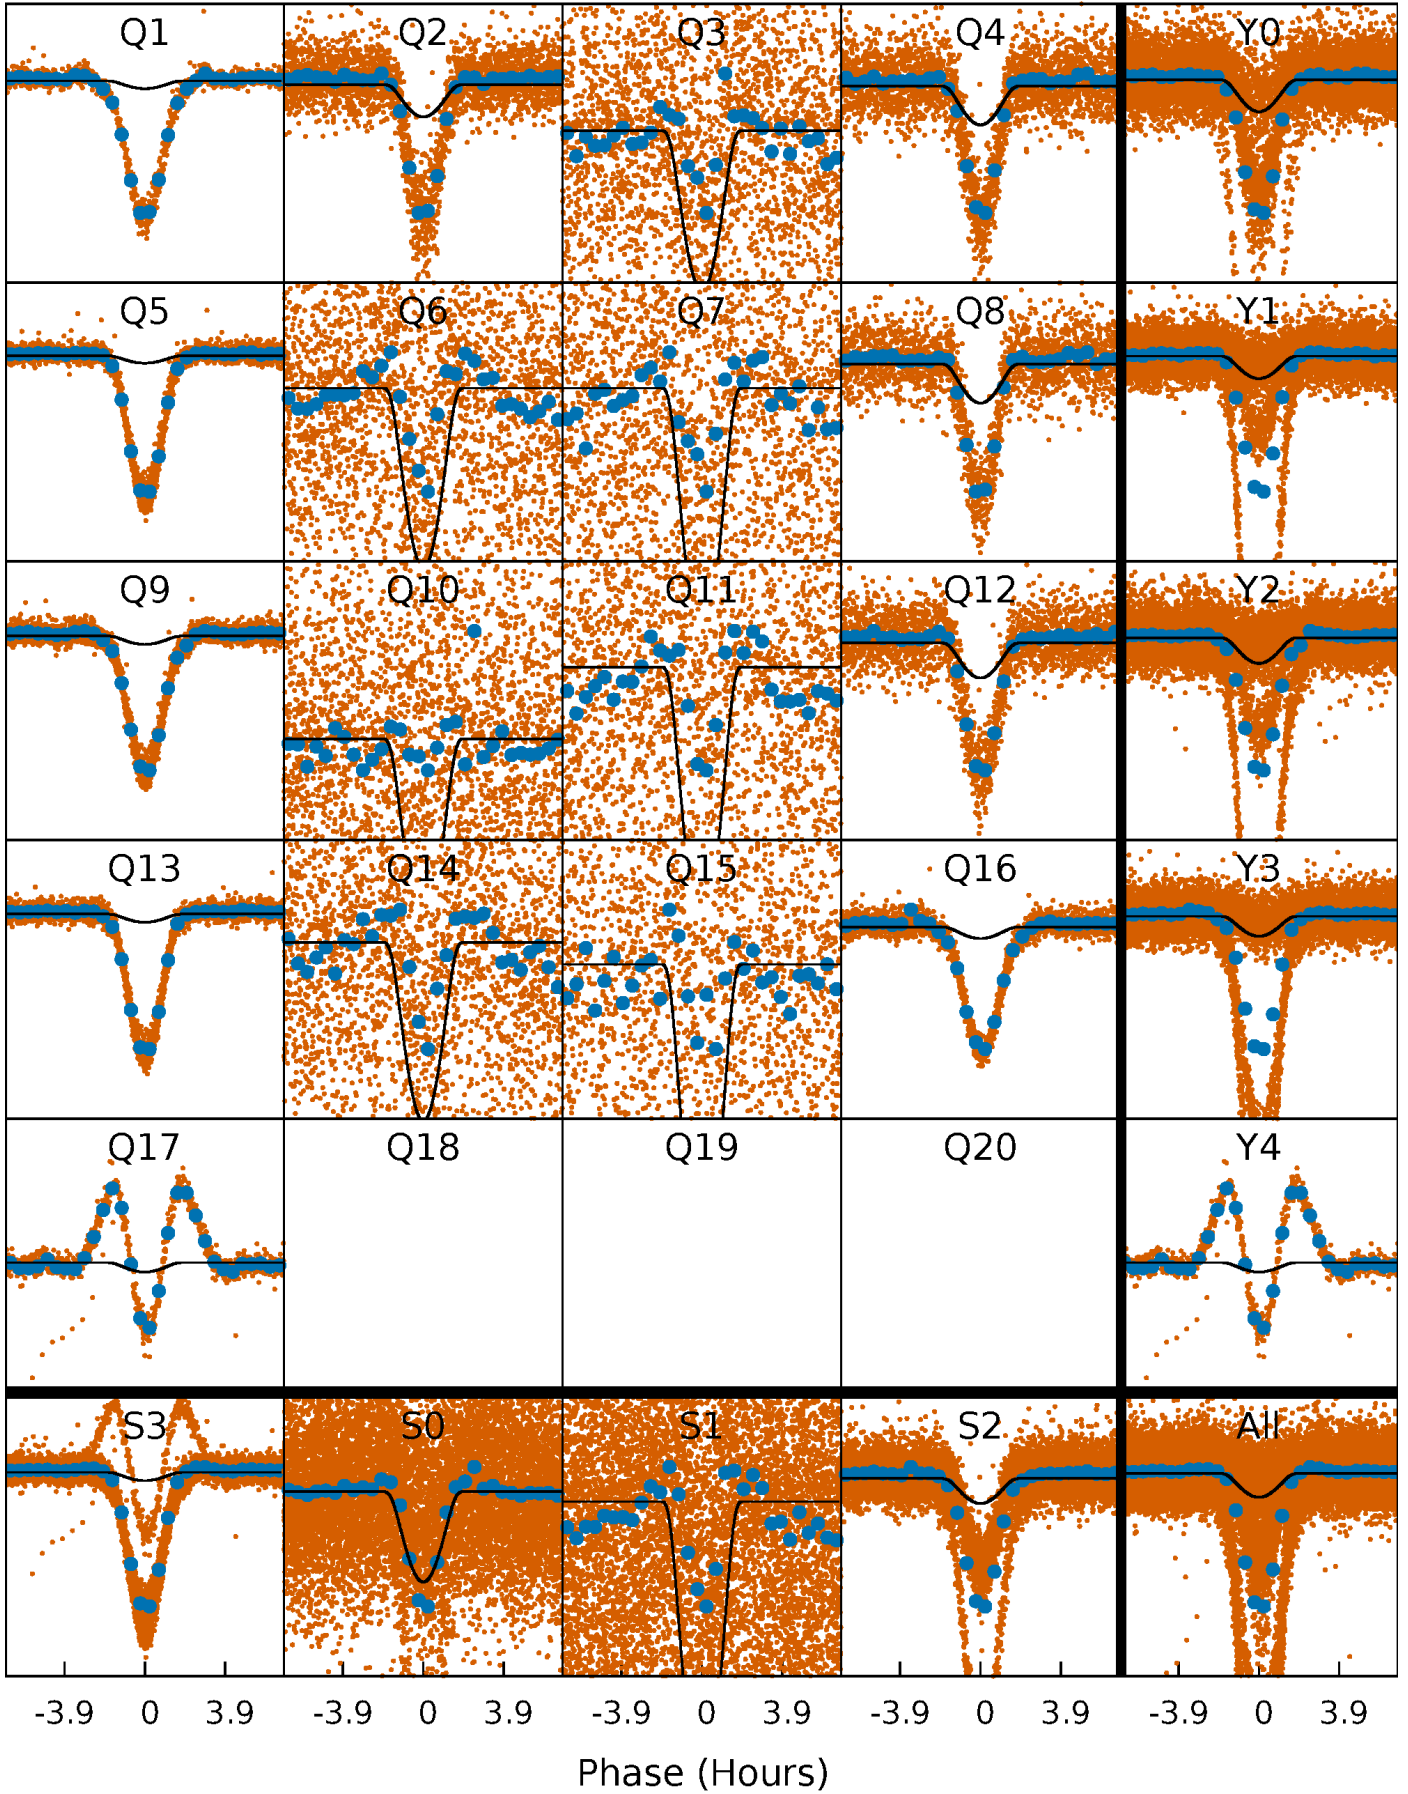 Q1 Q2 Q3 Q4 Y0
Q5 Q6 Q7 Q8 Y1
Q9 Q10 Q11 Q12 Y2
Q13 Q14 Q15 Q16 Y3
Q17 Q18 Q19 Q20 Y4
S3 S0 S1 S2 All
-3.9 0 3.9 -3.9 0 3.9 -3.9 0 3.9 -3.9 0 3.9 -3.9 0 3.9
Phase (Hours)